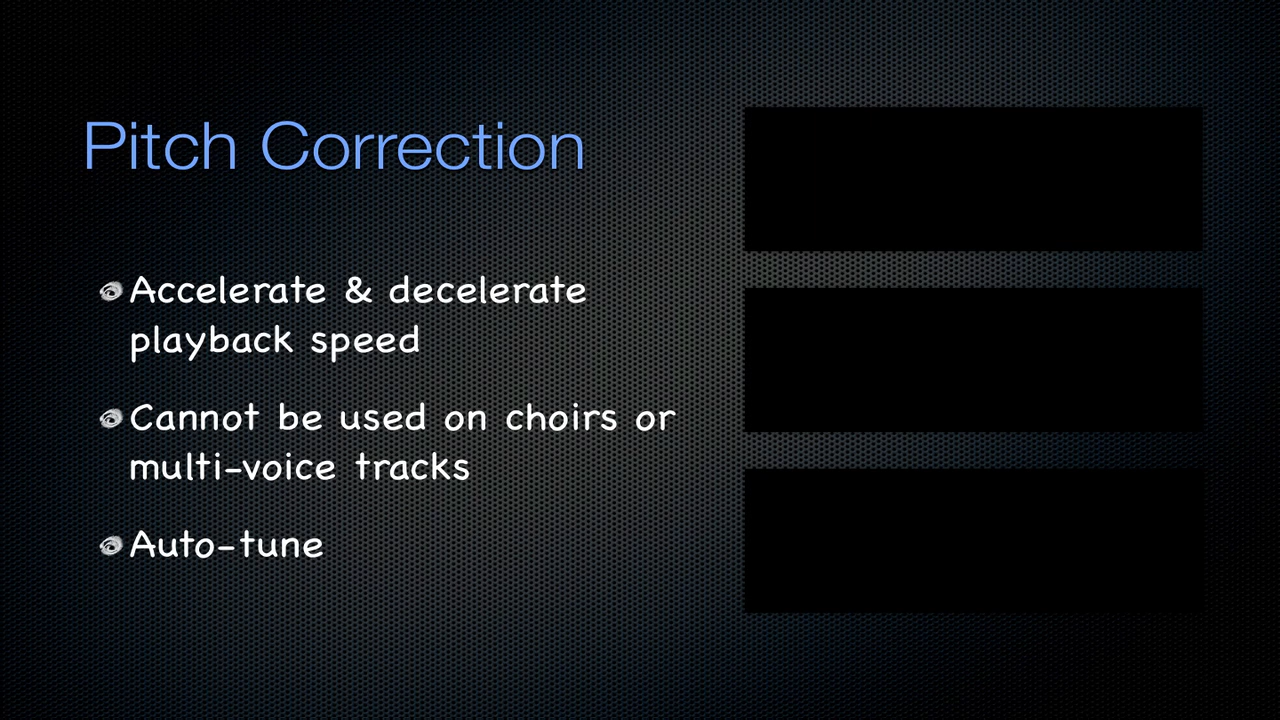 Pitch Correction
Accelerate & decelerate
playback speed
Cannot be used on choirs or
multi-voice tracks
Auto-tune